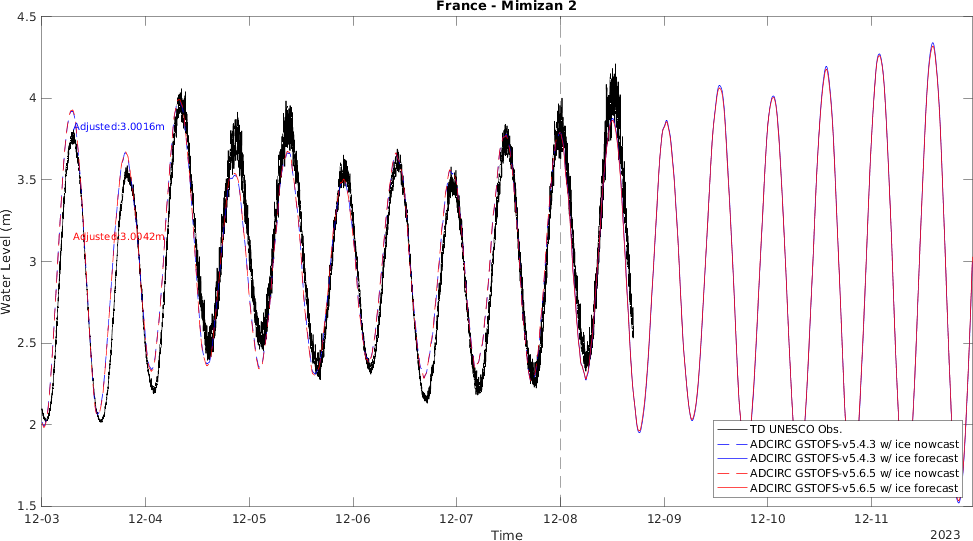 France - Mimizan 2
4.5
4
3.5
3
2.5
2
1.5
Water Level (m)
Adjusted:3.0016m
Adjusted:3.0042m
TD UNESCO Obs.
ADCIRC GSTOFS-v5.4.3 w/ ice nowcast
ADCIRC GSTOFS-v5.4.3 w/ ice forecast
ADCIRC GSTOFS-v5.6.5 w/ ice nowcast
ADCIRC GSTOFS-v5.6.5 w/ ice forecast
12-03 12-04 12-05 12-06 12-07 12-08 12-09 12-10 12-11
Time
2023